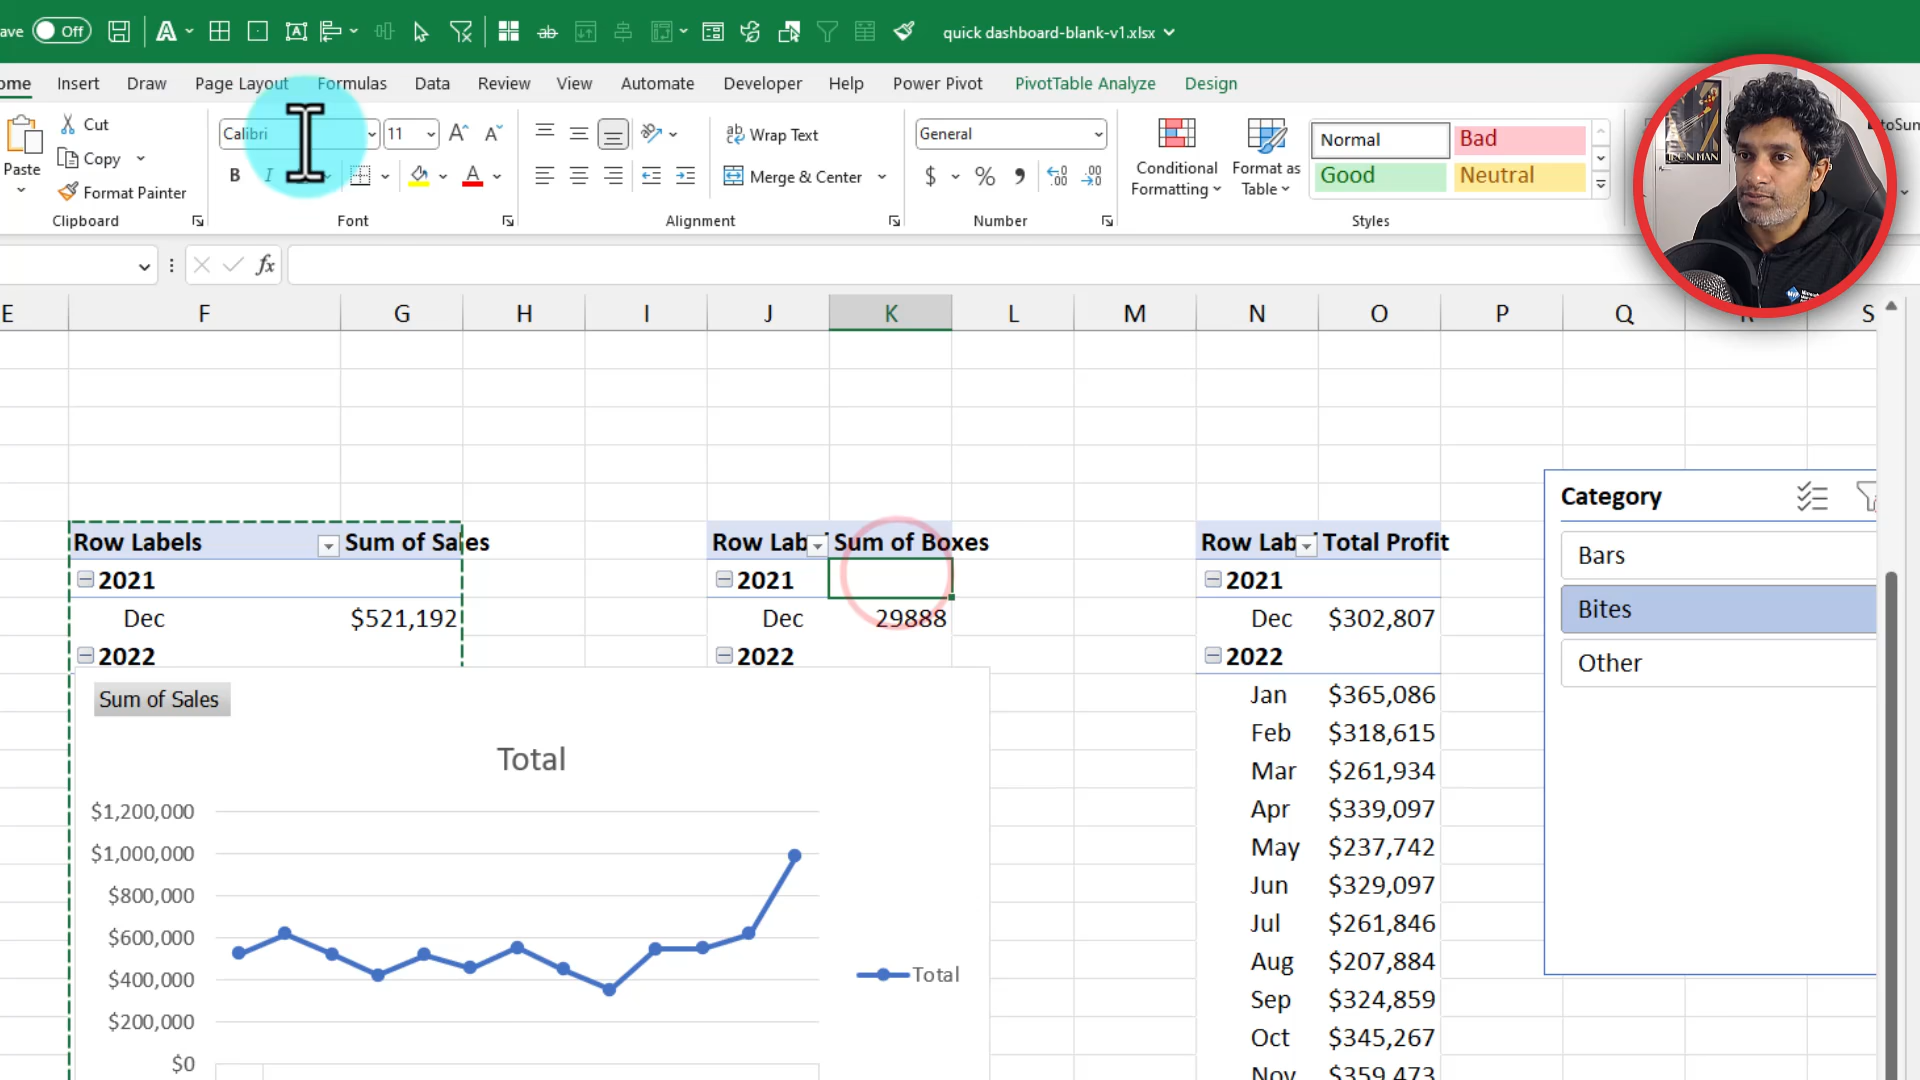 ave Off quick dashboard-blank-v1.xlsx
ome Insert Draw Page Layout Formulas Data Review View Automate Developer Help Power Pivot PivotTable Analyze Design
Paste
Cut
Copy
Format Painter
Clipboard
Calibri 11
B I
Font
Wrap Text
Merge & Center
Alignment
General
$ %
Number
Conditional
Formatting
Format as
Table
Normal Bad
Good Neutral
Styles
toSum
IRON MAN
fx
E F G H I J K L M N O P Q R S
Row Labels Sum of Sales
2021
Dec $521,192
2022
Row Lab Sum of Boxes
2021
Dec 29888
2022
Row Lab Total Profit
2021
Dec $302,807
2022
Jan $365,086
Feb $318,615
Mar $261,934
Apr $339,097
May $237,742
Jun $329,097
Jul $261,846
Aug $207,884
Sep $324,859
Oct $345,267
Nov $359,473
Category
Bars
Bites
Other
Sum of Sales
Total
$1,200,000
$1,000,000
$800,000
$600,000
$400,000
$200,000
$0
Total